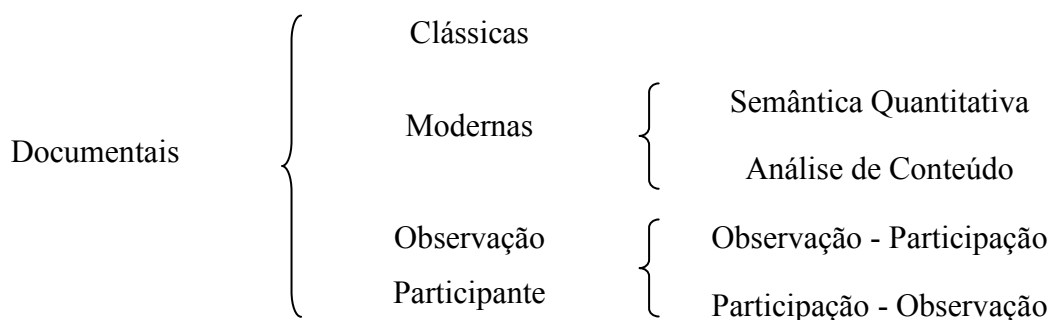 Clássicas
Semântica Quantitativa
Modernas
Documentais
Análise de Conteúdo
Observação
Participante
Observação - Participação
Participação - Observação